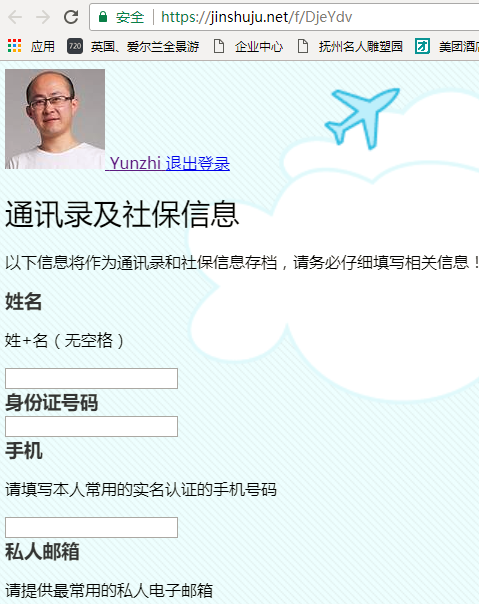 安全 https://jinshuju.net/f/DjeYdv
应用 720 英国、爱尔兰全景游 企业中心 抚州名人雕塑园 团 美团酒店
Yunzhi 退出登录
通讯录及社保信息
以下信息将作为通讯录和社保信息存档，请务必仔细填写相关信息！
姓名
姓+名（无空格）
身份证号码
手机
请填写本人常用的实名认证的手机号码
私人邮箱
请提供最常用的私人电子邮箱